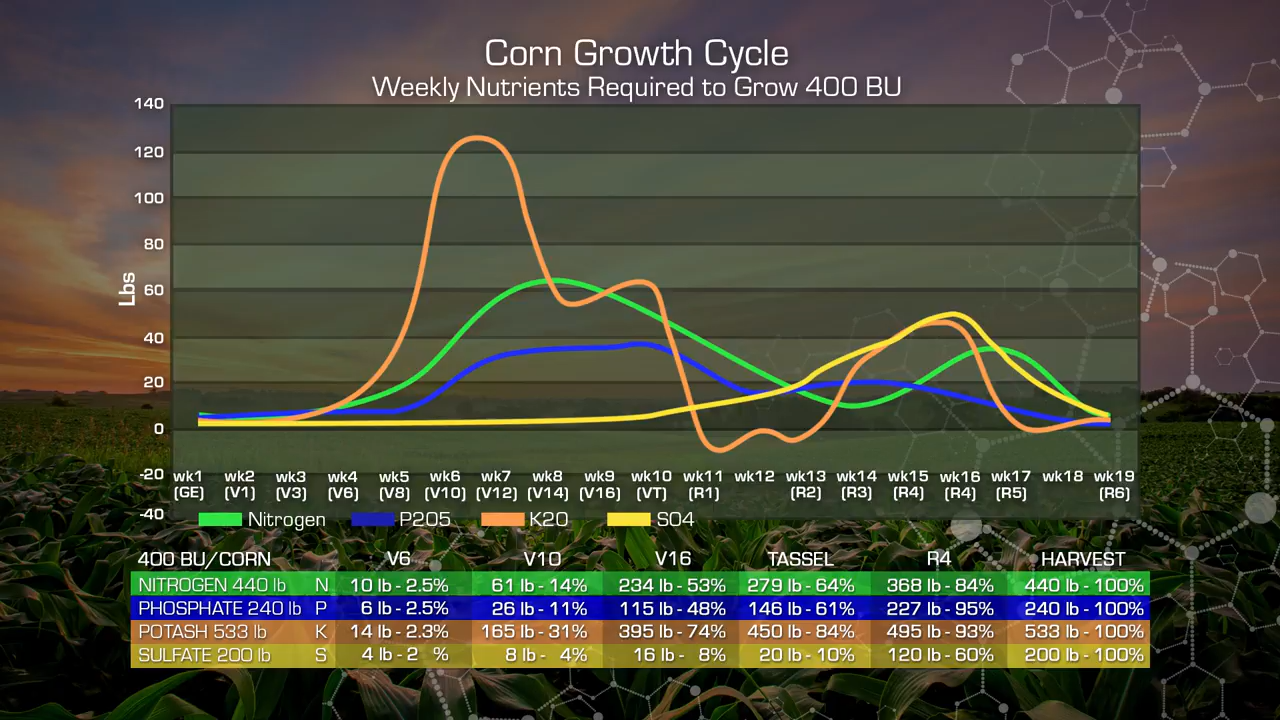 Corn Growth Cycle
Weekly Nutrients Required to Grow 400 BU
140
120
100
80
60
40
20
0
-20
-40
Lbs
wk1 wk2 wk3 wk4 wk5 wk6 wk7 wk8 wk9 wk10 wk11 wk12 wk13 wk14 wk15 wk16 wk17 wk18 wk19
(GE) (V1) (V3) (V6) (V8) (V10) (V12) (V14) (V16) (VT) (R1) (R2) (R3) (R4) (R4) (R5) (R6)
Nitrogen P205 K20 S04
400 BU/CORN V6 V10 V16 TASSEL R4 HARVEST
NITROGEN 440 lb N 10 lb - 2.5% 61 lb - 14% 234 lb - 53% 279 lb - 64% 368 lb - 84% 440 lb - 100%
PHOSPHATE 240 lb P 6 lb - 2.5% 26 lb - 11% 115 lb - 48% 146 lb - 61% 227 lb - 95% 240 lb - 100%
POTASH 533 lb K 14 lb - 2.3% 165 lb - 31% 395 lb - 74% 450 lb - 84% 495 lb - 93% 533 lb - 100%
SULFATE 200 lb S 4 lb - 2 % 8 lb - 4% 16 lb - 8% 20 lb - 10% 120 lb - 60% 200 lb - 100%